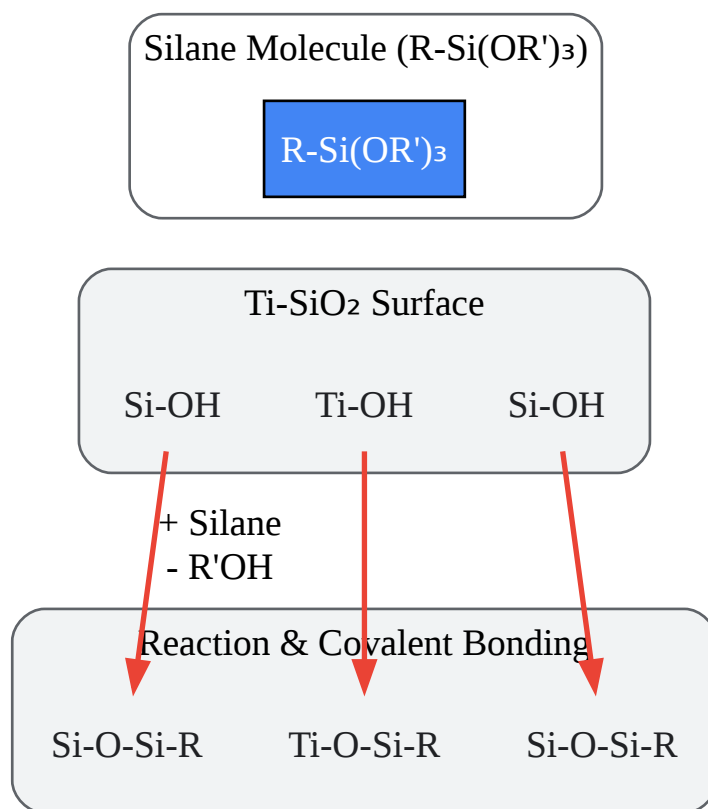 Silane Molecule (R-Si(OR')₃)
R-Si(OR')₃
Ti-SiO₂ Surface
Si-OH Ti-OH Si-OH
+ Silane
- R'OH
Reaction & Covalent Bonding
Si-O-Si-R Ti-O-Si-R Si-O-Si-R